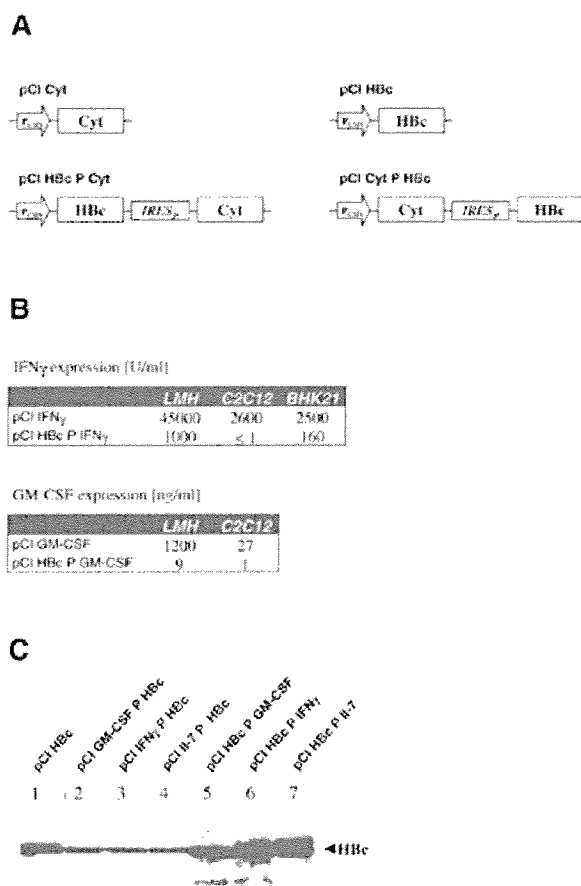 A
pCI Cyt
pCI HBc
Cyt
HBc
pCI HBc P Cyt
pCI Cyt P HBc
HBc IRESp Cyt
Cyt IRESp HBc
B
IFNγ expression [U/ml]
LMH C2C12 BHK21
pCI IFNγ 45000 2600 2500
pCI HBc P IFNγ 1000 < 1 160
GM CSF expression [ng/ml]
LMH C2C12
pCI GM-CSF 1200 27
pCI HBc P GM-CSF 9 1
C
pCI HBc
pCI GM-CSF P HBc
pCI IFNγ P HBc
pCI Il-7 P HBc
pCI HBc P GM-CSF
pCI HBc P IFNγ
pCI HBc P Il-7
1 2 3 4 5 6 7
◄HBc